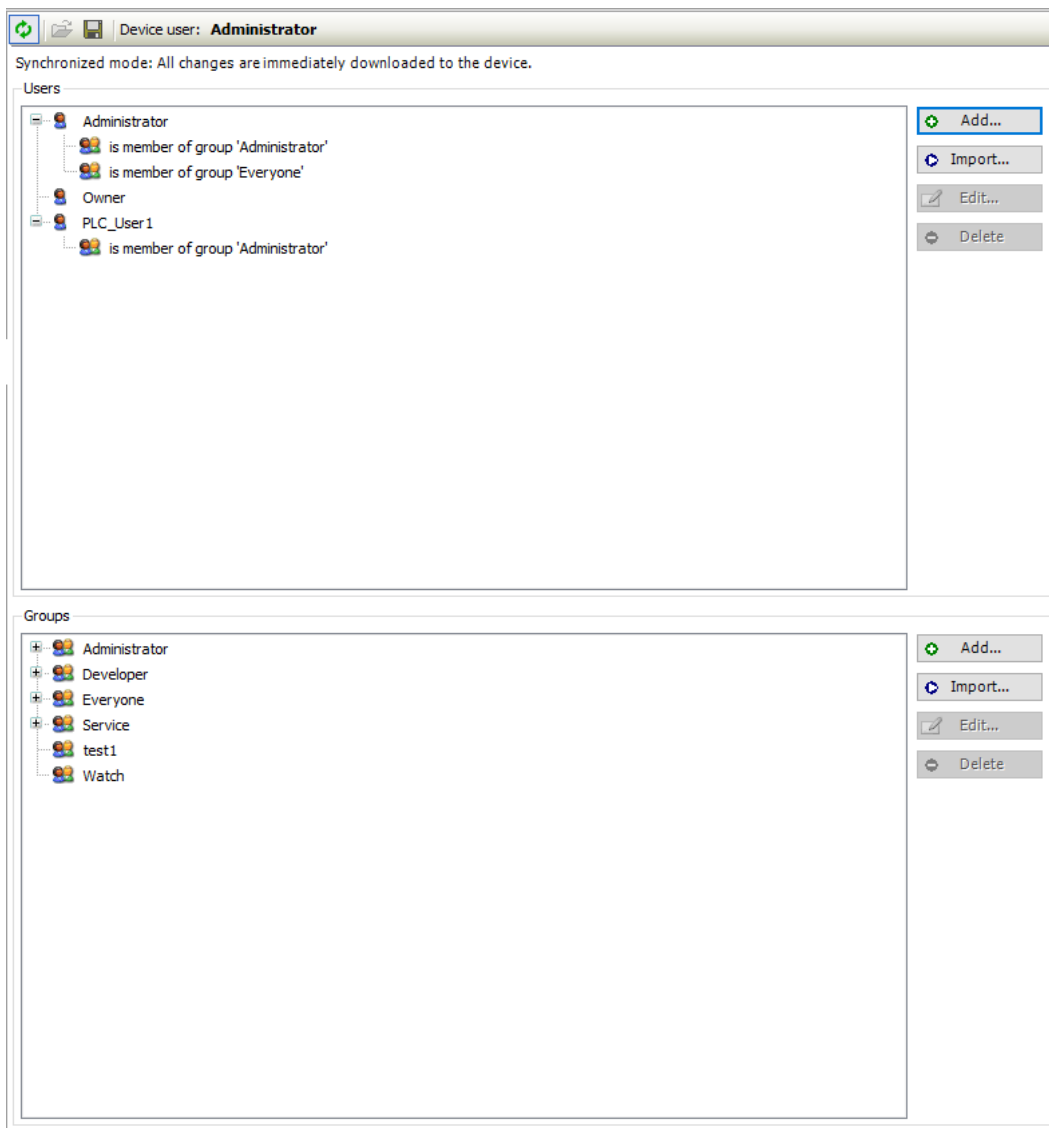 Device user: Administrator
Synchronized mode: All changes are immediately downloaded to the device.
Users
Administrator
is member of group 'Administrator'
is member of group 'Everyone'
Owner
PLC_User1
is member of group 'Administrator'
Add...
Import...
Edit...
Delete
Groups
Administrator
Developer
Everyone
Service
test1
Watch
Add...
Import...
Edit...
Delete